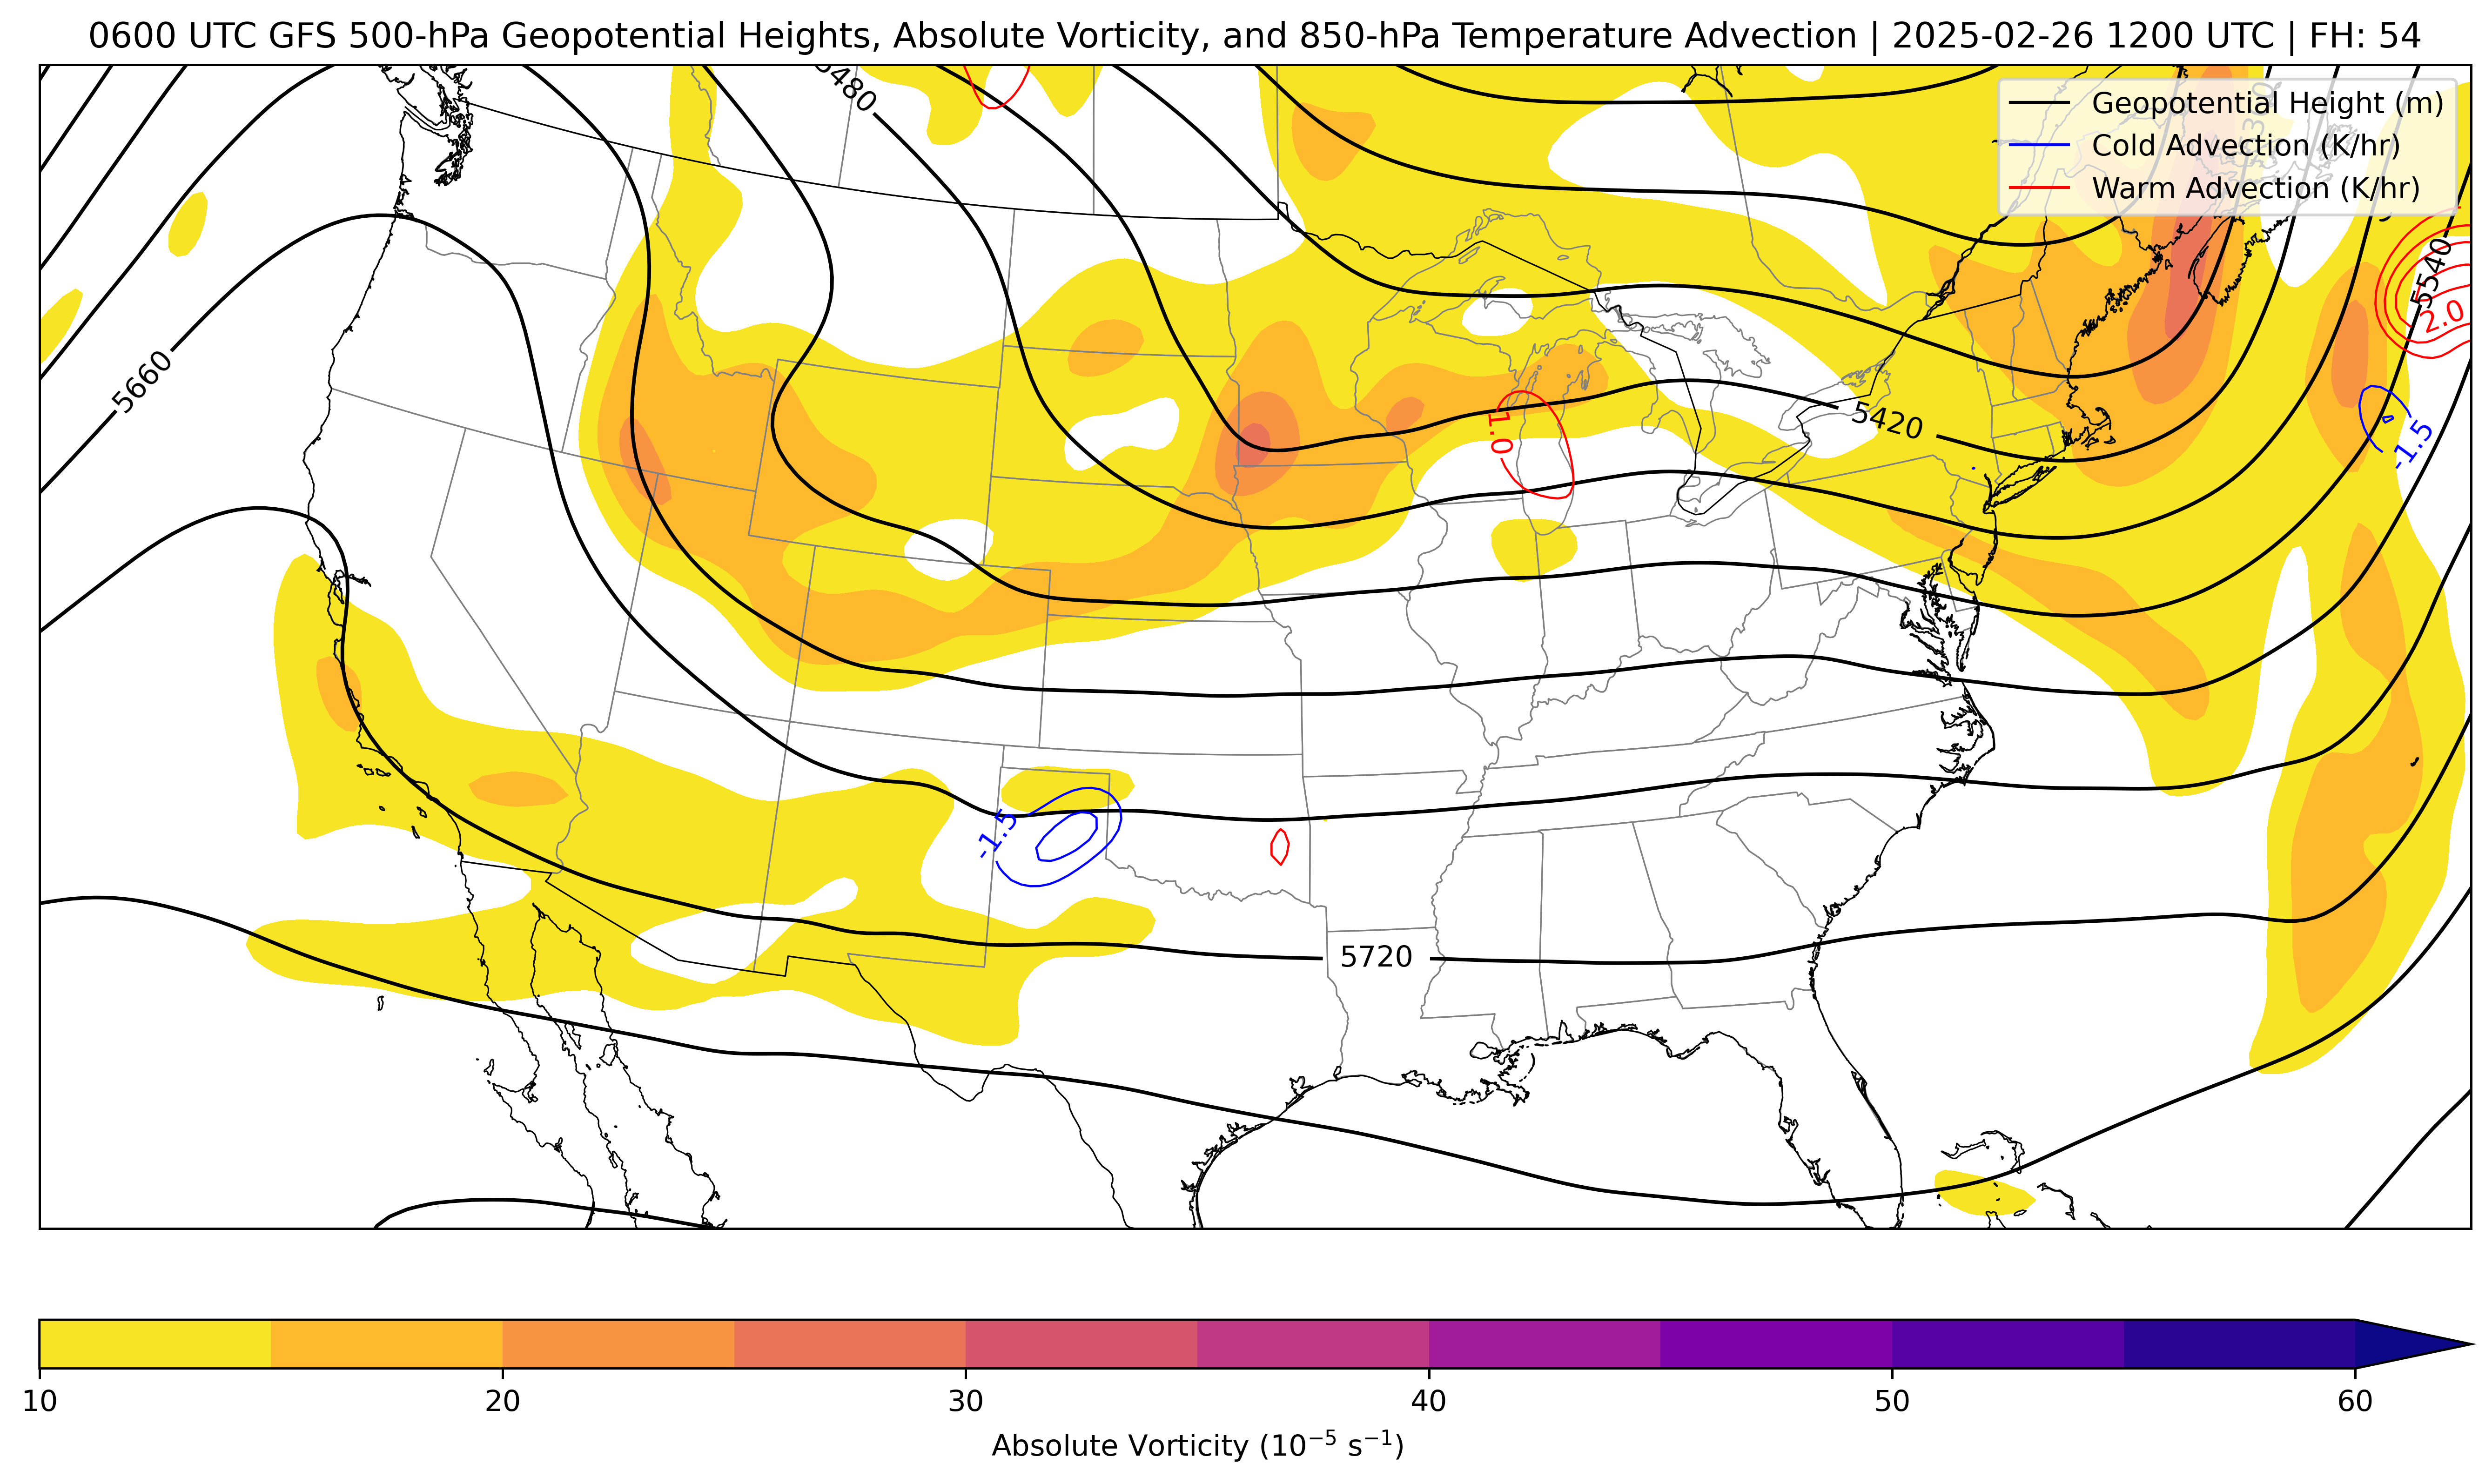 0600 UTC GFS 500-hPa Geopotential Heights, Absolute Vorticity, and 850-hPa Temperature Advection | 2025-02-26 1200 UTC | FH: 54
5480
Geopotential Height (m)
Cold Advection (K/hr)
Warm Advection (K/hr)
5540
2.0
5660
1.0
5420
-1.5
-1.5
5720
10 20 30 40 50 60
Absolute Vorticity (10⁻⁵ s⁻¹)